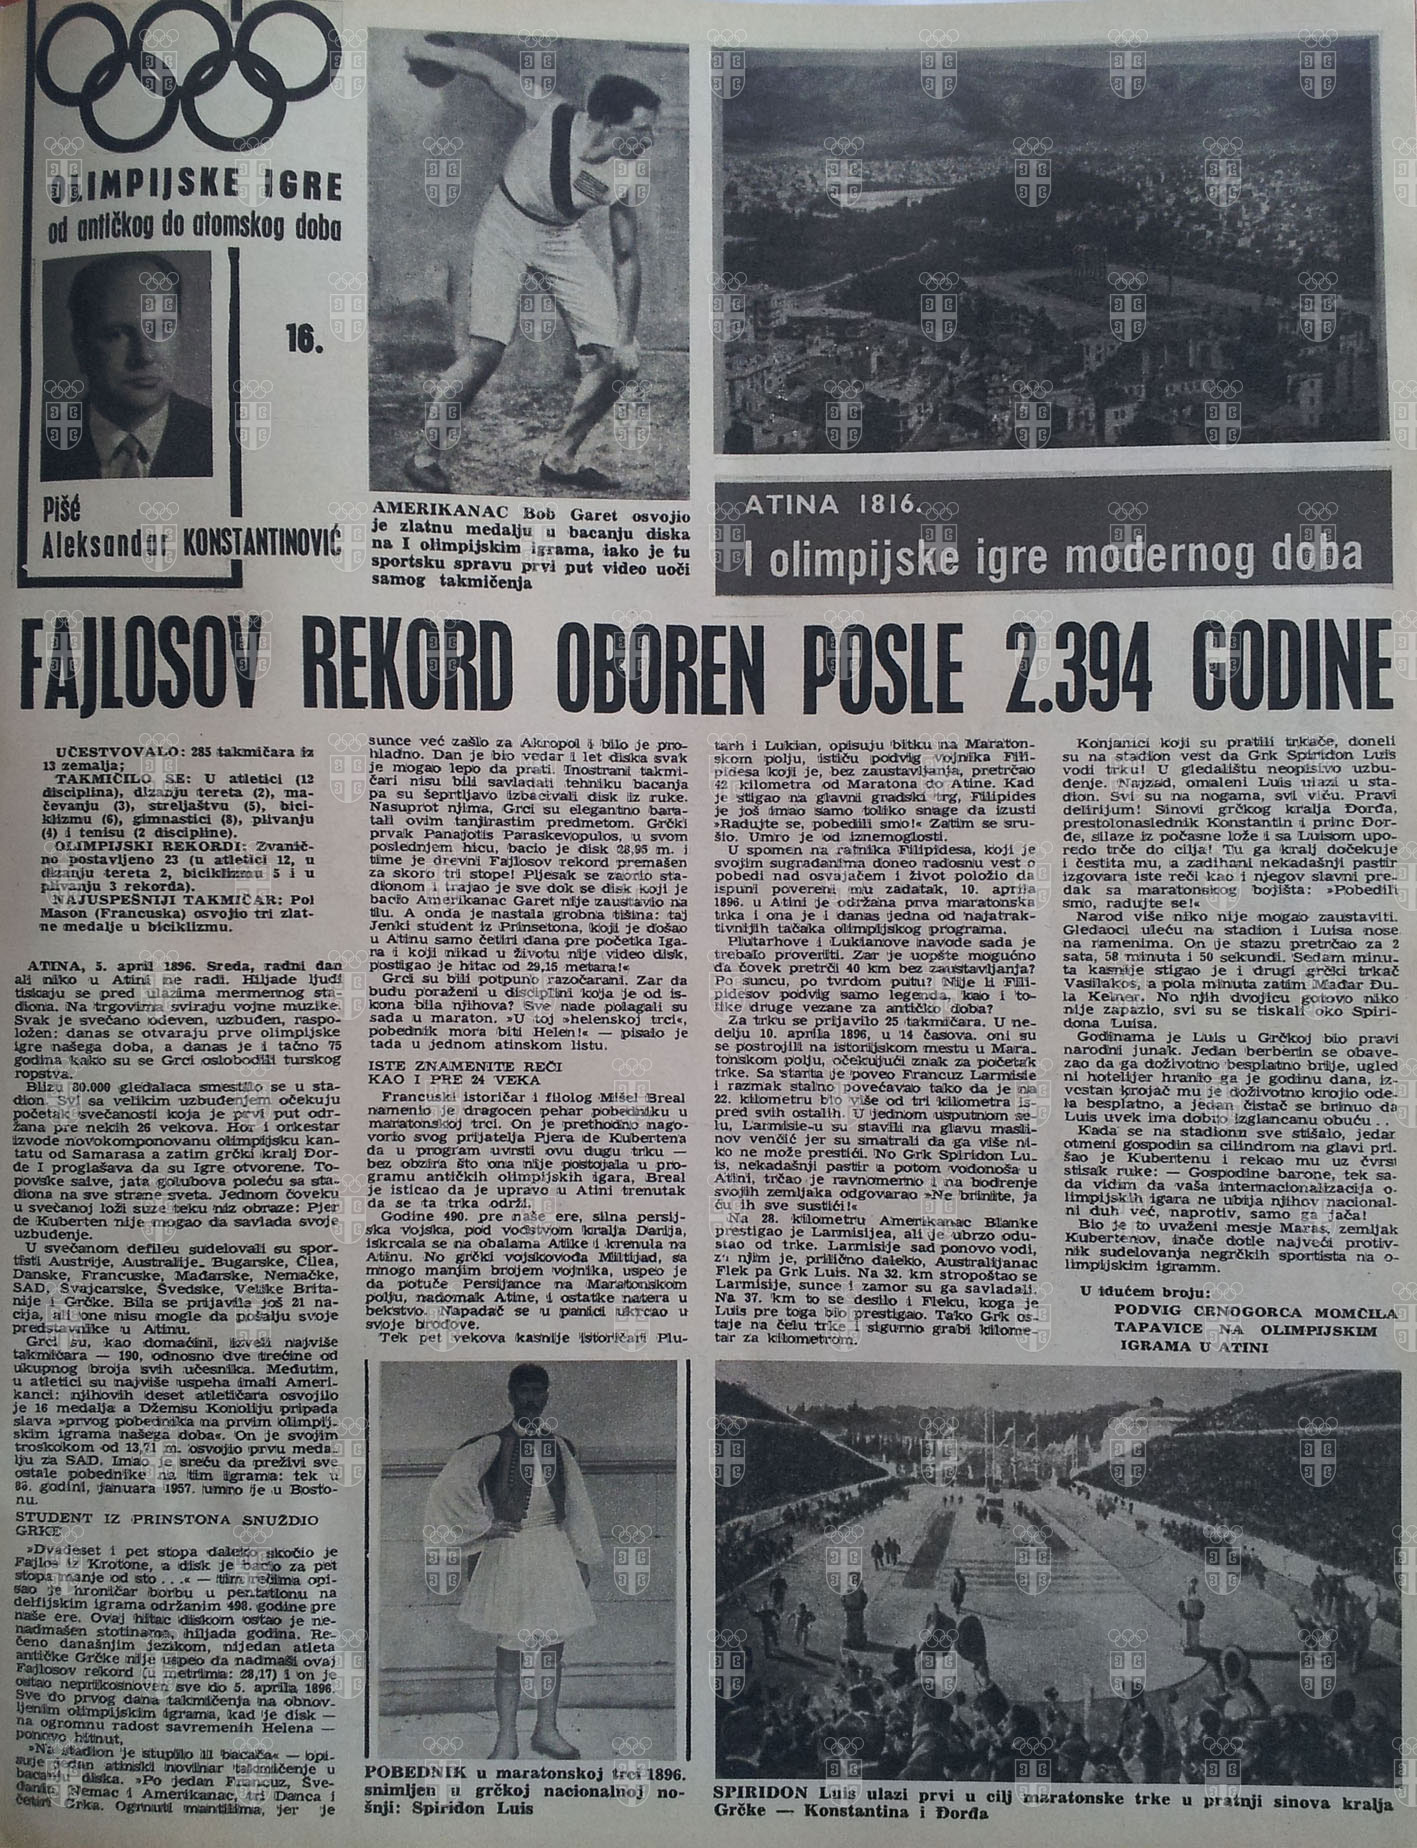 OLIMPIJSKE IGRE
od antičkog do atomskog doba
16.
Pišé
Aleksandar KONSTANTINOVIĆ
AMERIKANAC Bob Garet osvojio
je zlatnu medalju u bacanju diska
na I olimpijskim igrama, iako je tu
sportsku spravu prvi put video uoči
samog takmičenja
ATINA 1816.
I olimpijske igre modernog doba
FAJLOSOV REKORD OBOREN POSLE 2.394 GODINE
UČESTVOVALO: 285 takmičara iz
13 zemalja;
TAKMIČILO SE: U atletici (12
disciplina), dizanju tereta (2), ma-
čevanju (3), streljaštvu (5), bici-
klizmu (6), gimnastici (8), plivanju
(4) i tenisu (2 discipline).
OLIMPIJSKI REKORDI: Zvanič-
no postavljeno 23 (u atletici 12, u
dizanju tereta 2, biciklizmu 5 i u
plivanju 3 rekorda).
NAJUSPEŠNIJI TAKMIČAR: Pol
Mason (Francuska) osvojio tri zlat-
ne medalje u biciklizmu.
ATINA, 5. april 1896. Sreda, radni dan
ali niko u Atini ne radi. Hiljade ljudi
tiskaju se pred ulazima mermernog sta-
diona. Na trgovima sviraju vojne muzike.
Svak je svečano odeven, uzbuđen, raspo-
ložen: danas se otvaraju prve olimpijske
igre našega doba, a danas je i tačno 75
godina kako su se Grci oslobodili turskog
ropstva.
Blizu 80.000 gledalaca smestilo se u sta-
dion. Svi sa velikim uzbuđenjem očekuju
početak svečanosti koja je prvi put odr-
žana pre nekih 26 vekova. Hor i orkestar
izvode novokomponovanu olimpijsku kan-
tatu od Samarasa a zatim grčki kralj Đor-
đe I proglašava da su Igre otvorene. To-
povske salve, jata golubova poleću sa sta-
diona na sve strane sveta. Jednom čoveku
u svečanoj loži suze teku niz obraze: Pjer
de Kuberten nije mogao da savlada svoje
uzbuđenje.
U svečanom defileu sudelovali su spor-
tisti Austrije, Australije, Bugarske, Čilea,
Danske, Francuske, Mađarske, Nemačke,
SAD, Švajcarske, Švedske, Velike Brita-
nije i Grčke. Bila se prijavila još 21 na-
cija, ali one nisu mogle da pošalju svoje
predstavnike u Atinu.
Grci su, kao domaćini, izveli najviše
takmičara — 190, odnosno dve trećine od
ukupnog broja svih učesnika. Međutim,
u atletici su najviše uspeha imali Ameri-
kanci: njihovih deset atletičara osvojilo
je 16 medalja a Džemsu Konoliju pripada
slava »prvog pobednika na prvim olimpij-
skim igrama našega doba«. On je svojim
troskokom od 13,71 m. osvojio prvu meda-
lju za SAD. Imao je sreću da preživi sve
ostale pobednike na tim igrama: tek u
88. godini, januara 1957. umro je u Bosto-
nu.
STUDENT IZ PRINSTONA SNUŽDIO
GRKE
»Dvadeset i pet stopa daleko skočio je
Fajlos iz Krotone, a disk je bacio za pet
stopa manje od sto . . .« — tim rečima opi-
sao je hroničar borbu u pentatlonu na
delfijskim igrama održanim 498. godine pre
naše ere. Ovaj hitac diskom ostao je ne-
nadmašen stotinama, hiljada godina. Re-
čeno današnjim jezikom, nijedan atleta
antičke Grčke nije uspeo da nadmaši ovaj
Fajlosov rekord (u metrima: 28,17) i on je
ostao neprikosnoven sve do 5. aprila 1896.
Sve do prvog dana takmičenja na obnov-
ljenim olimpijskim igrama, kad je disk —
na ogromnu radost savremenih Helena —
ponovo hitnut,
»Na stadion je stupilo 11 bacača« — opi-
suje jedan atinski novinar takmičenje u
bacanju diska. »Po jedan Francuz, Šve-
đanin, Nemac i Amerikanac, tri Danca i
četiri Grka. Ogrnuti mantilima, jer je
sunce već zašlo za Akropol i bilo je pro-
hladno. Dan je bio vedar i let diska svak
je mogao lepo da prati. Inostrani takmi-
čari nisu bili savladali tehniku bacanja
pa su šeprtljavo izbacivali disk iz ruke.
Nasuprot njima, Grci su elegantno bara-
tali ovim tanjirastim predmetom. Grčki
prvak Panajotis Paraskevopulos, u svom
poslednjem hicu, bacio je disk 28,95 m. i
time je drevni Fajlosov rekord premašen
za skoro tri stope! Pljesak se zaorio sta-
dionom i trajao je sve dok se disk koji je
bacio Amerikanac Garet nije zaustavio na
tlu. A onda je nastala grobna tišina: taj
Jenki student iz Prinsetona, koji je došao
u Atinu samo četiri dana pre početka Iga-
ra i koji nikad u životu nije video disk,
postigao je hitac od 29,15 metara!«
Grci su bili potpuno razočarani. Zar da
budu poraženi u disciplini koja je od is-
kona bila njihova? Sve nade polagali su
sada u maraton. »U toj »helenskoj trci«,
pobednik mora biti Helen!« — pisalo je
tada u jednom atinskom listu.
ISTE ZNAMENITE REČI
KAO I PRE 24 VEKA
Francuski istoričar i filolog Mišel Breal
namenio je dragocen pehar pobedniku u
maratonskoj trci. On je prethodno nago-
vorio svog prijatelja Pjera de Kubertena
da u program uvrsti ovu dugu trku —
bez obzira što ona nije postojala u pro-
gramu antičkih olimpijskih igara, Breal
je isticao da je upravo u Atini trenutak
da se ta trka održi.
Godine 490. pre naše ere, silna persij-
ska vojska, pod vođstvom kralja Darija,
iskrcala se na obalama Atike i krenula na
Atinu. No grčki vojskovođa Miltijad, sa
mnogo manjim brojem vojnika, uspeo je
da potuče Persijance na Maratonskom
polju, nadomak Atine, i ostatke natera u
bekstvo. Napadač se u panici ukrcao u
svoje brodove.
Tek pet vekova kasnije istoričari Plu-
tarh i Lukian, opisuju bitku na Maraton-
skom polju, ističu podvig vojnika Fili-
pidesa koji je, bez zaustavljanja, pretrčao
42 kilometra od Maratona do Atine. Kad
je stigao na glavni gradski trg, Filipides
je još imao samo toliko snage da izusti
»Radujte se, pobedili smo!« Zatim se sru-
šio. Umro je od iznemoglosti.
U spomen na ratnika Filipidesa, koji je
svojim sugrađanima doneo radosnu vest o
pobedi nad osvajačem i život položio da
ispuni povereni mu zadatak, 10. aprila
1896. u Atini je održana prva maratonska
trka i ona je i danas jedna od najatrak-
tivnijih tačaka olimpijskog programa.
Plutarhove i Lukianove navode sada je
trebalo proveriti. Zar je uopšte mogućno
da čovek pretrči 40 km bez zaustavljanja?
Po suncu, po tvrdom putu? Nije li Fili-
pidesov podvig samo legenda, kao i to-
like druge vezane za antičko doba?
Za trku se prijavilo 25 takmičara. U ne-
delju 10. aprila 1896, u 14 časova. oni su
se postrojili na istorijskom mestu u Mara-
tonskom polju, očekujući znak za početak
trke. Sa starta je poveo Francuz Larmisie
i razmak stalno povećavao tako da je na
22. kilometru bio više od tri kilometra is-
pred svih ostalih. U jednom usputnom se-
lu, Larmisie-u su stavili na glavu masli-
nov venčić jer su smatrali da ga više ni-
ko ne može prestići. No Grk Spiridon Lu-
is, nekadašnji pastir a potom vodonoša u
Atini, trčao je ravnomerno i na bodrenje
svojih zemljaka odgovarao »Ne brinite, ja
ću ih sve sustići!«
Na 28. kilometru Amerikanac Blanke
prestigao je Larmisijea, ali je ubrzo odu-
stao od trke. Larmisije sad ponovo vodi,
za njim je, prilično daleko, Australijanac
Flek pa Grk Luis. Na 32. km stropoštao se
Larmisije, sunce i zamor su ga savladali.
Na 37. km to se desilo i Fleku, koga je
Luis pre toga bio prestigao. Tako Grk os-
taje na čelu trke i sigurno grabi kilome-
tar za kilometrom.
Konjanici koji su pratili trkače, doneli
su na stadion vest da Grk Spiridon Luis
vodi trku! U gledalištu neopisivo uzbu-
đenje. Najzad, omaleni Luis ulazi u sta-
dion. Svi su na nogama, svi viču. Pravi
delirijum! Sinovi grčkog kralja Đorđa,
prestolonaslednik Konstantin i princ Đor-
đe, silaze iz počasne lože i sa Luisom upo-
redo trče do cilja! Tu ga kralj dočekuje
i čestita mu, a zadihani nekadašnji pastir
izgovara iste reči kao i njegov slavni pre-
dak sa maratonskog bojišta: »Pobedili
smo, radujte se!«
Narod više niko nije mogao zaustaviti.
Gledaoci uleću na stadion i Luisa nose
na ramenima. On je stazu pretrčao za 2
sata, 58 minuta i 50 sekundi. Sedam minu-
ta kasnije stigao je i drugi grčki trkač
Vasilakos, a pola minuta zatim Mađar Đu-
la Kelner. No njih dvojicu gotovo niko
nije zapazio, svi su se tiskali oko Spiri-
dona Luisa.
Godinama je Luis u Grčkoj bio pravi
narodni junak. Jedan berberin se obave-
zao da ga doživotno besplatno brije, ugled
ni hotelijer hranio ga je godinu dana, iz-
vestan krojač mu je doživotno krojio ode-
la besplatno, a jedan čistač se brinuo da
Luis uvek ima dobro izglancanu obuću . .
Kada se na stadionu sve stišalo, jedan
otmeni gospodin sa cilindrom na glavi pri-
šao je Kubertenu i rekao mu uz čvrst
stisak ruke: — Gospodine barone, tek sa-
da vidim da vaša internacionalizacija o-
limpijskih igara ne ubija njihov nacional-
ni duh već, naprotiv, samo ga jača!
Bio je to uvaženi mesje Maras, zemljak
Kubertenov, inače dotle najveći protiv-
nik sudelovanja negrčkih sportista na o-
limpijskim igramm.
U idućem broju:
PODVIG CRNOGORCA MOMČILA
TAPAVICE NA OLIMPIJSKIM
IGRAMA U ATINI
POBEDNIK u maratonskoj trci 1896.
snimljen u grčkoj nacionalnoj no-
šnji: Spiridon Luis
SPIRIDON Luis ulazi prvi u cilj maratonske trke u pratnji sinova kralja
Grčke — Konstantina i Đorđa